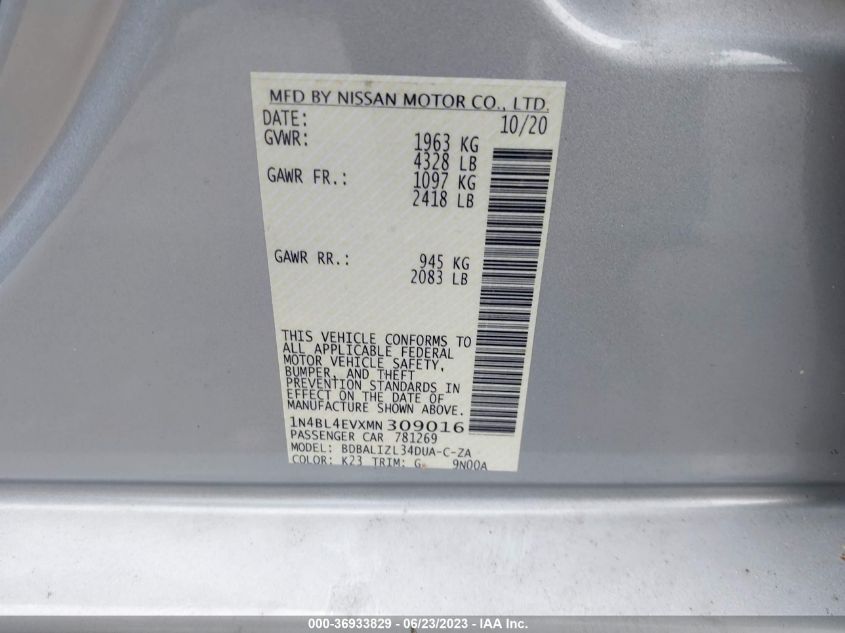 MFD BY NISSAN MOTOR CO., LTD.
DATE: 10/20
GVWR: 1963 KG
4328 LB
GAWR FR.: 1097 KG
2418 LB
GAWR RR.: 945 KG
2083 LB
THIS VEHICLE CONFORMS TO
ALL APPLICABLE FEDERAL
MOTOR VEHICLE SAFETY,
BUMPER, AND THEFT
PREVENTION STANDARDS IN
EFFECT ON THE DATE OF
MANUFACTURE SHOWN ABOVE.
1N4BL4EVXMN309016
PASSENGER CAR 781269
MODEL: BDBALIZL34DUA-C-ZA
COLOR: K23 TRIM: G 9N00A
000-36933829 - 06/23/2023 - IAA Inc.